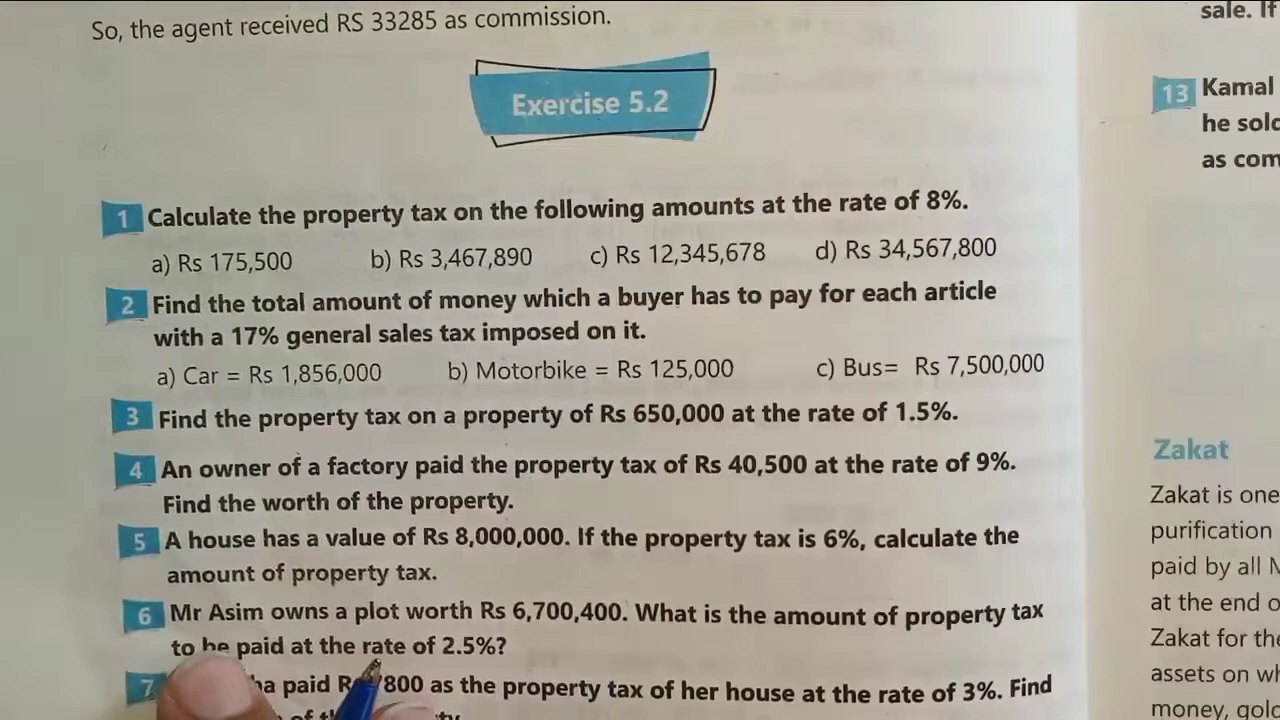 So, the agent received RS 33285 as commission.
Exercise 5.2
1 Calculate the property tax on the following amounts at the rate of 8%.
a) Rs 175,500 b) Rs 3,467,890 c) Rs 12,345,678 d) Rs 34,567,800
2 Find the total amount of money which a buyer has to pay for each article
with a 17% general sales tax imposed on it.
a) Car = Rs 1,856,000 b) Motorbike = Rs 125,000 c) Bus= Rs 7,500,000
3 Find the property tax on a property of Rs 650,000 at the rate of 1.5%.
4 An owner of a factory paid the property tax of Rs 40,500 at the rate of 9%.
Find the worth of the property.
5 A house has a value of Rs 8,000,000. If the property tax is 6%, calculate the
amount of property tax.
6 Mr Asim owns a plot worth Rs 6,700,400. What is the amount of property tax
to be paid at the rate of 2.5%?
7 paid 800 as the property tax of her house at the rate of 3%. Find
of
sale. If
13 Kamal
he sold
as com
Zakat
Zakat is one
purification
paid by all M
at the end o
Zakat for the
assets on wh
money, gold